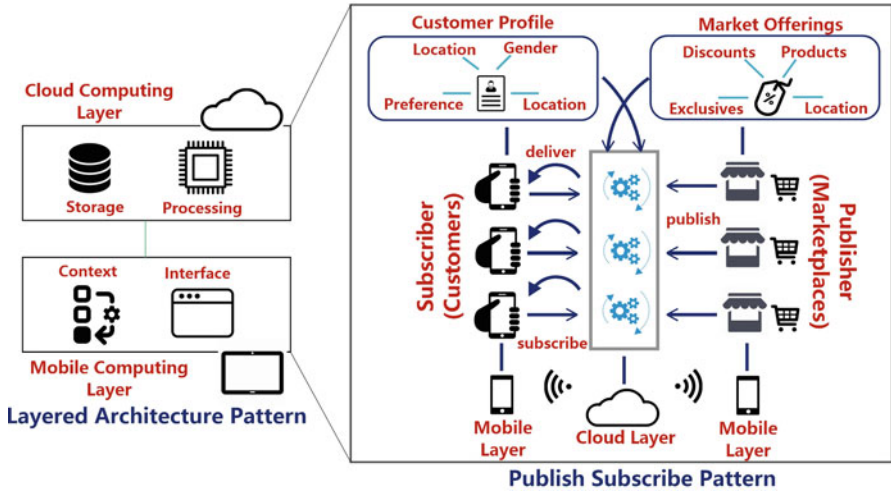 Cloud Computing
Layer
Storage
Processing
Context
Interface
Mobile Computing
Layer
Layered Architecture Pattern
Customer Profile
Location
Gender
Preference
Location
Market Offerings
Discounts
Products
Exclusives
Location
%
deliver
publish
subscribe
Subscriber
(Customers)
Publisher
(Marketplaces)
Mobile
Layer
Cloud Layer
Mobile
Layer
Publish Subscribe Pattern